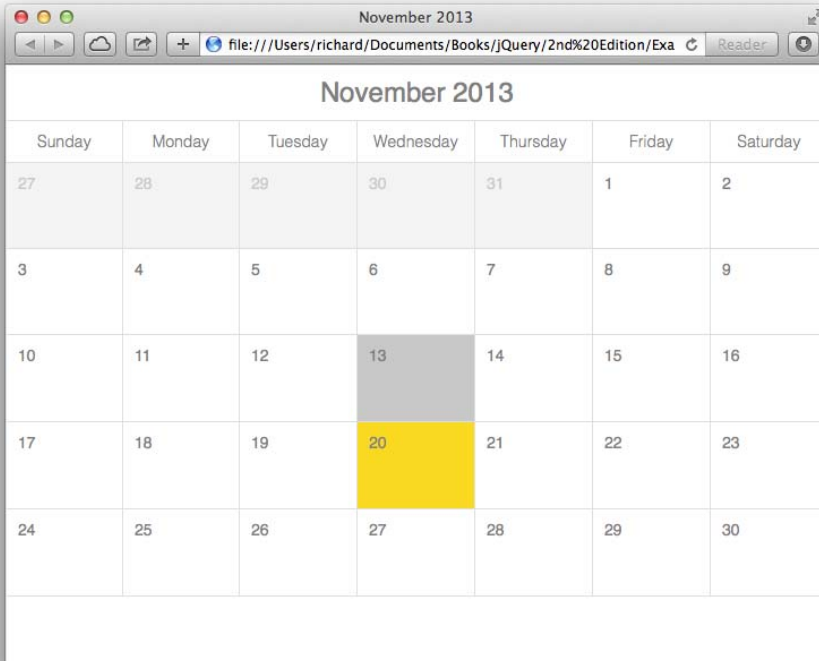 November 2013
file:///Users/richard/Documents/Books/jQuery/2nd%20Edition/Exa Reader
November 2013
Sunday Monday Tuesday Wednesday Thursday Friday Saturday
27 28 29 30 31 1 2
3 4 5 6 7 8 9
10 11 12 13 14 15 16
17 18 19 20 21 22 23
24 25 26 27 28 29 30